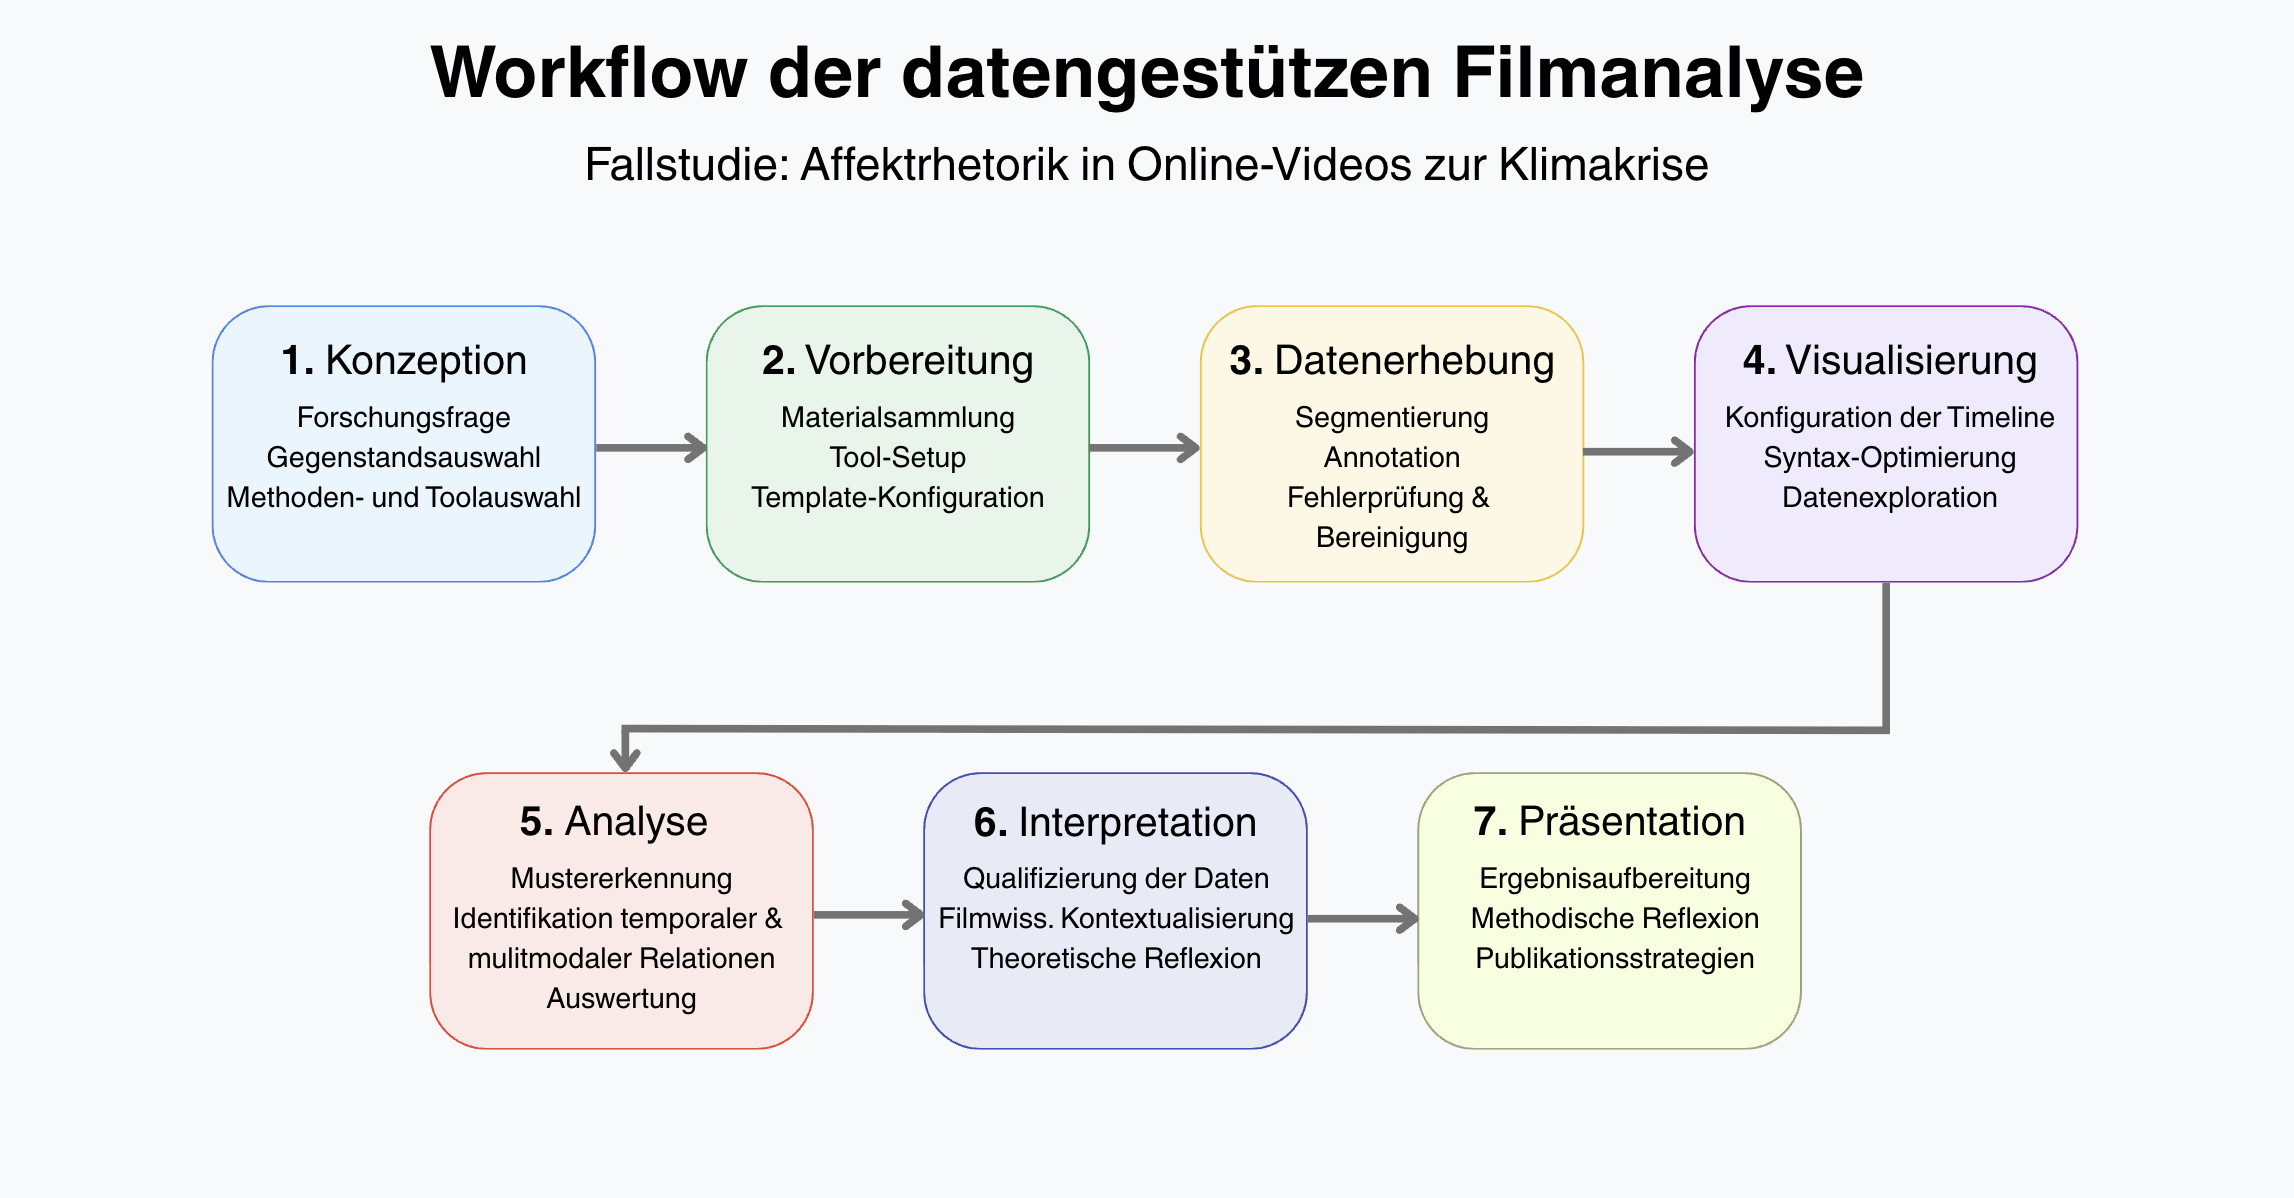 Workflow der datengestützen Filmanalyse
Fallstudie: Affektrhetorik in Online-Videos zur Klimakrise
1. Konzeption
Forschungsfrage
Gegenstandsauswahl
Methoden- und Toolauswahl
2. Vorbereitung
Materialsammlung
Tool-Setup
Template-Konfiguration
3. Datenerhebung
Segmentierung
Annotation
Fehlerprüfung &
Bereinigung
4. Visualisierung
Konfiguration der Timeline
Syntax-Optimierung
Datenexploration
5. Analyse
Mustererkennung
Identifikation temporaler &
mulitmodaler Relationen
Auswertung
6. Interpretation
Qualifizierung der Daten
Filmwiss. Kontextualisierung
Theoretische Reflexion
7. Präsentation
Ergebnisaufbereitung
Methodische Reflexion
Publikationsstrategien